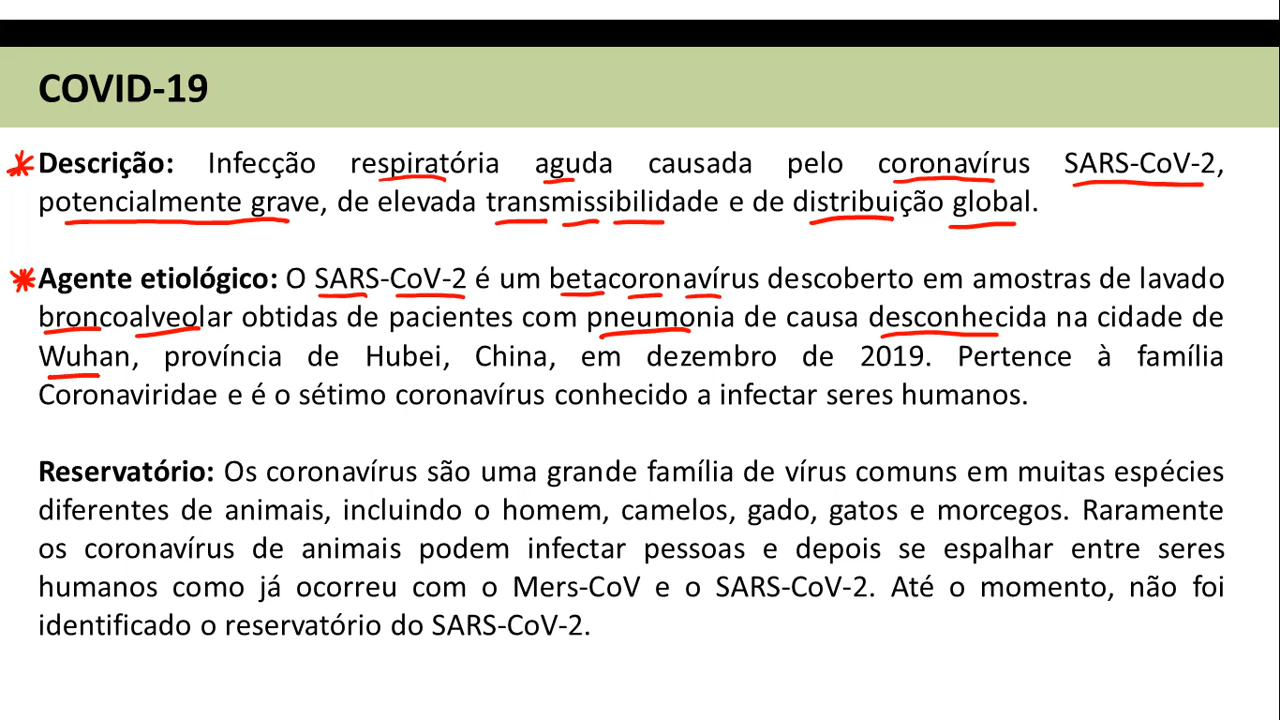 COVID-19
Descrição: Infecção respiratória aguda causada pelo coronavírus SARS-CoV-2,
potencialmente grave, de elevada transmissibilidade e de distribuição global.
Agente etiológico: O SARS-CoV-2 é um betacoronavírus descoberto em amostras de lavado
broncoalveolar obtidas de pacientes com pneumonia de causa desconhecida na cidade de
Wuhan, província de Hubei, China, em dezembro de 2019. Pertence à família
Coronaviridae e é o sétimo coronavírus conhecido a infectar seres humanos.
Reservatório: Os coronavírus são uma grande família de vírus comuns em muitas espécies
diferentes de animais, incluindo o homem, camelos, gado, gatos e morcegos. Raramente
os coronavírus de animais podem infectar pessoas e depois se espalhar entre seres
humanos como já ocorreu com o Mers-CoV e o SARS-CoV-2. Até o momento, não foi
identificado o reservatório do SARS-CoV-2.